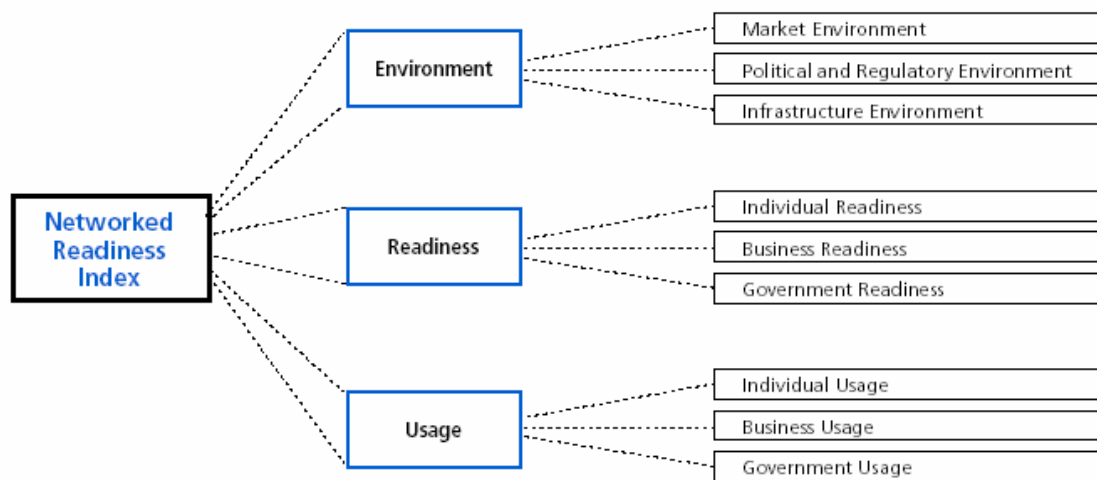 Networked
Readiness
Index
Environment
Market Environment
Political and Regulatory Environment
Infrastructure Environment
Readiness
Individual Readiness
Business Readiness
Government Readiness
Usage
Individual Usage
Business Usage
Government Usage